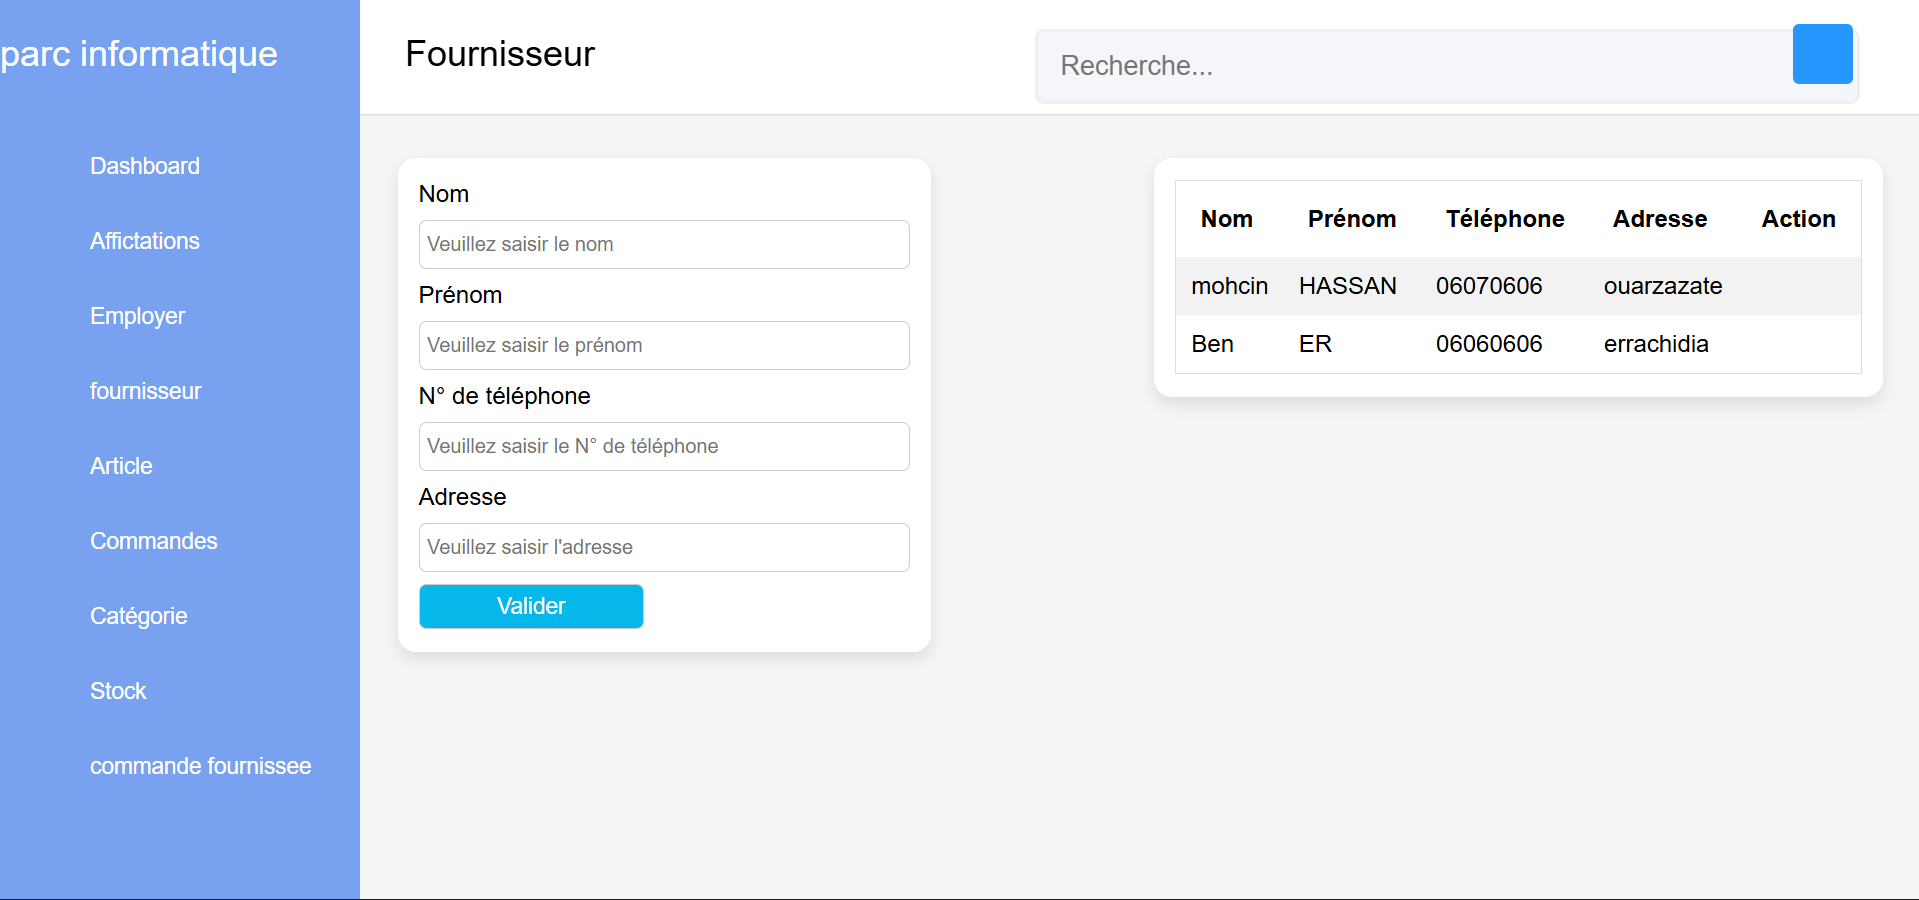 parc informatique
Dashboard
Affictations
Employer
fournisseur
Article
Commandes
Catégorie
Stock
commande fournissee
Fournisseur
Recherche...
Nom
Veuillez saisir le nom
Prénom
Veuillez saisir le prénom
N° de téléphone
Veuillez saisir le N° de téléphone
Adresse
Veuillez saisir l'adresse
Valider
Nom Prénom Téléphone Adresse Action
mohcin HASSAN 06070606 ouarzazate
Ben ER 06060606 errachidia